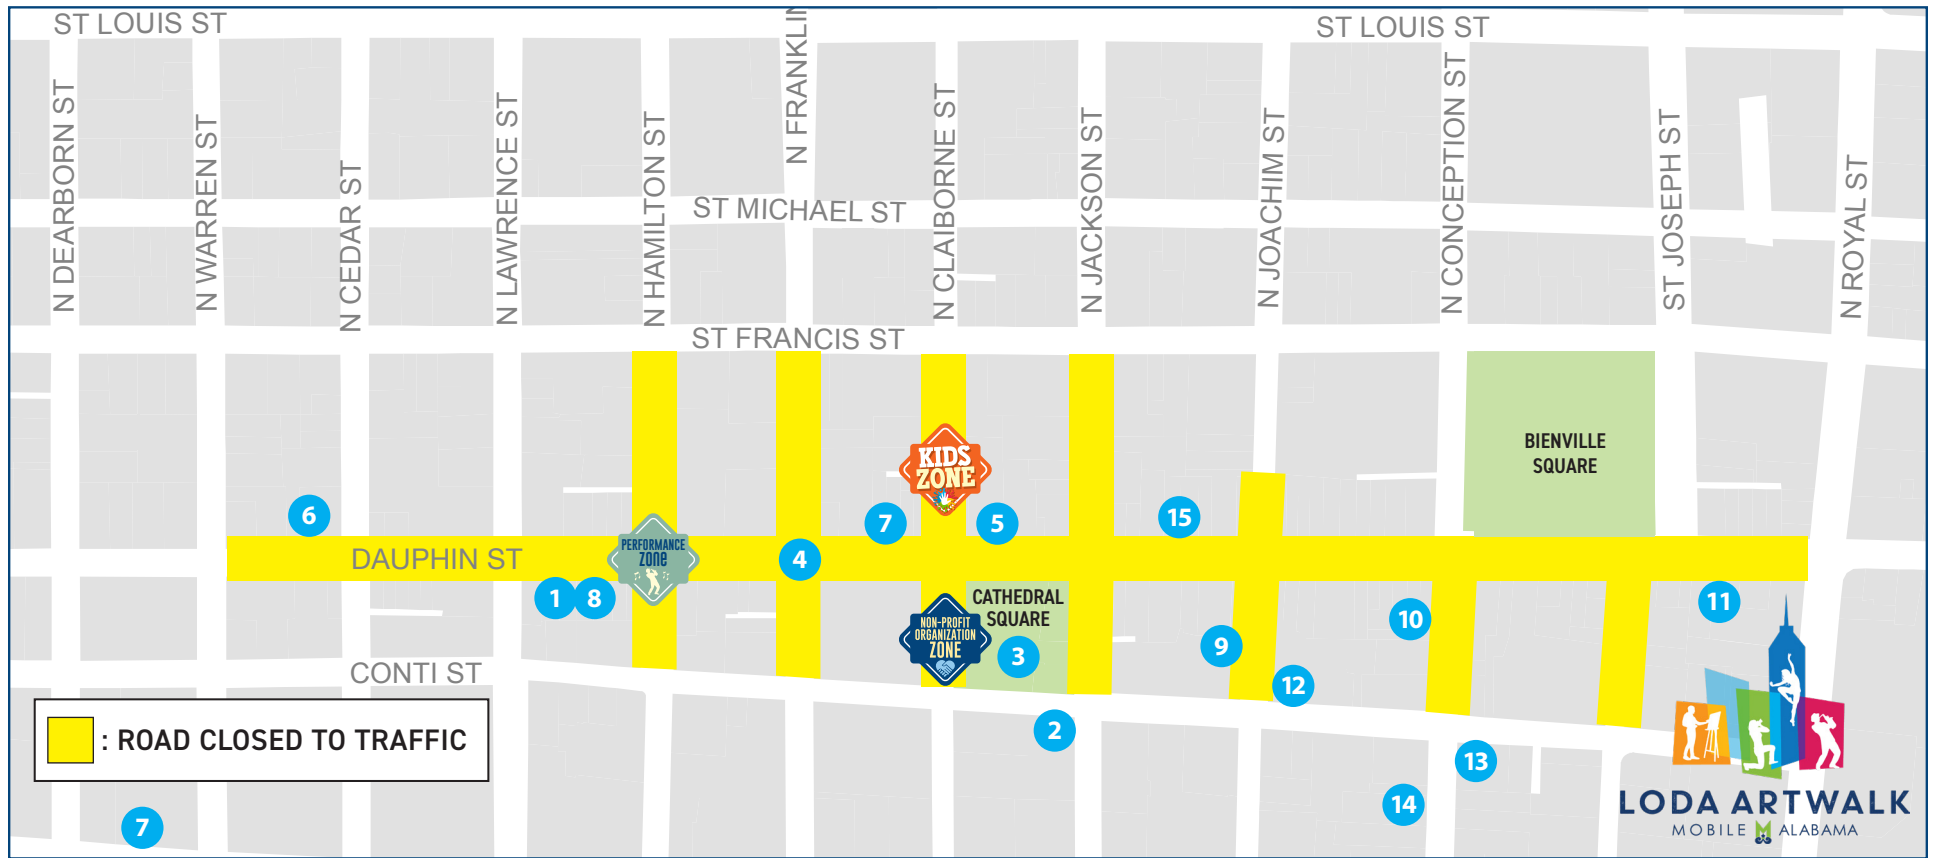 ST LOUIS ST
ST LOUIS ST
N DEARBORN ST
N WARREN ST
N CEDAR ST
N LAWRENCE ST
N HAMILTON ST
N FRANKLIN
N CLAIBORNE ST
N JACKSON ST
N JOACHIM ST
N CONCEPTION ST
ST JOSEPH ST
N ROYAL ST
ST MICHAEL ST
ST FRANCIS ST
BIENVILLE
SQUARE
KIDS
ZONE
6
7
5
15
DAUPHIN ST
PERFORMANCE
ZONE
4
1
8
CATHEDRAL
SQUARE
3
NON-PROFIT
ORGANIZATION
ZONE
9
10
11
12
CONTI ST
2
13
14
7
: ROAD CLOSED TO TRAFFIC
LODA ARTWALK
MOBILE ALABAMA